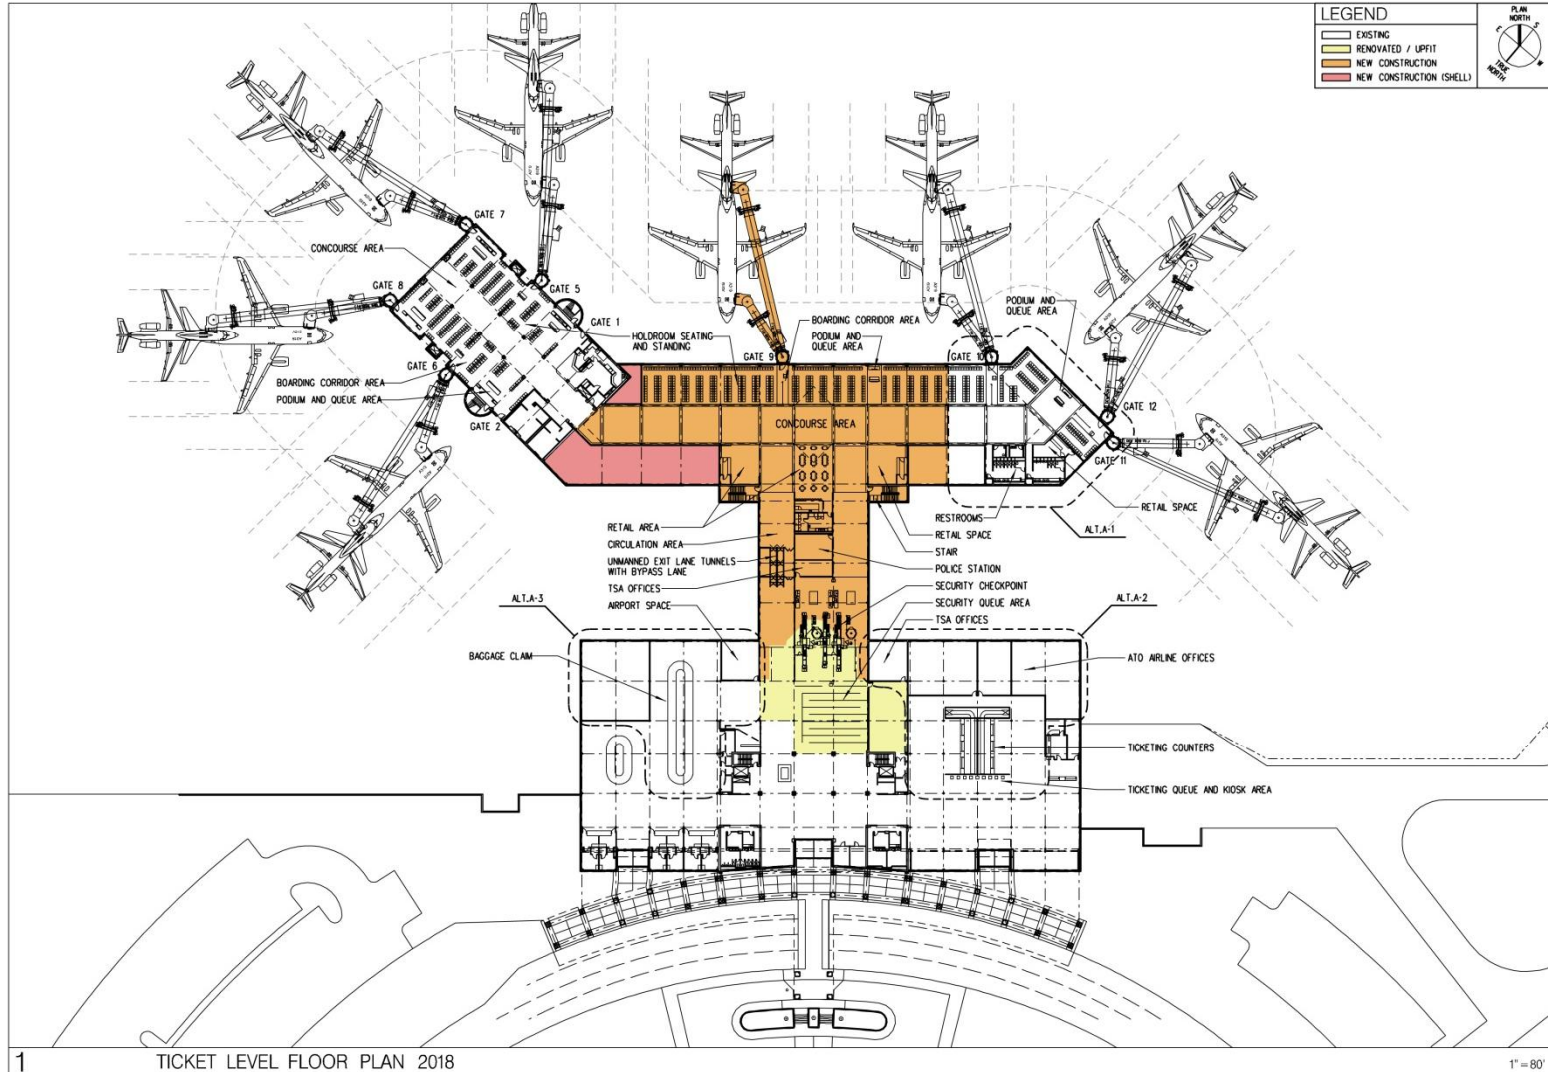 LEGEND
EXISTING
RENOVATED / UPFIT
NEW CONSTRUCTION
NEW CONSTRUCTION (SHELL)
PLAN
NORTH
E
S
W
TRUE
NORTH
GATE 7
CONCOURSE AREA
GATE 8
GATE 5
GATE 1
HOLDROOM SEATING
AND STANDING
GATE 6
BOARDING CORRIDOR AREA
PODIUM AND QUEUE AREA
GATE 2
BOARDING CORRIDOR AREA
PODIUM AND
QUEUE AREA
GATE 9
GATE 10
PODIUM AND
QUEUE AREA
GATE 12
GATE 11
CONCOURSE AREA
RETAIL AREA
CIRCULATION AREA
UNMANNED EXIT LANE TUNNELS
WITH BYPASS LANE
TSA OFFICES
AIRPORT SPACE
RESTROOMS
RETAIL SPACE
STAIR
POLICE STATION
SECURITY CHECKPOINT
SECURITY QUEUE AREA
TSA OFFICES
RETAIL SPACE
ALT.A-1
ALT.A-3
ALT.A-2
BAGGAGE CLAIM
ATO AIRLINE OFFICES
TICKETING COUNTERS
TICKETING QUEUE AND KIOSK AREA
1
TICKET LEVEL FLOOR PLAN 2018
1"=80'